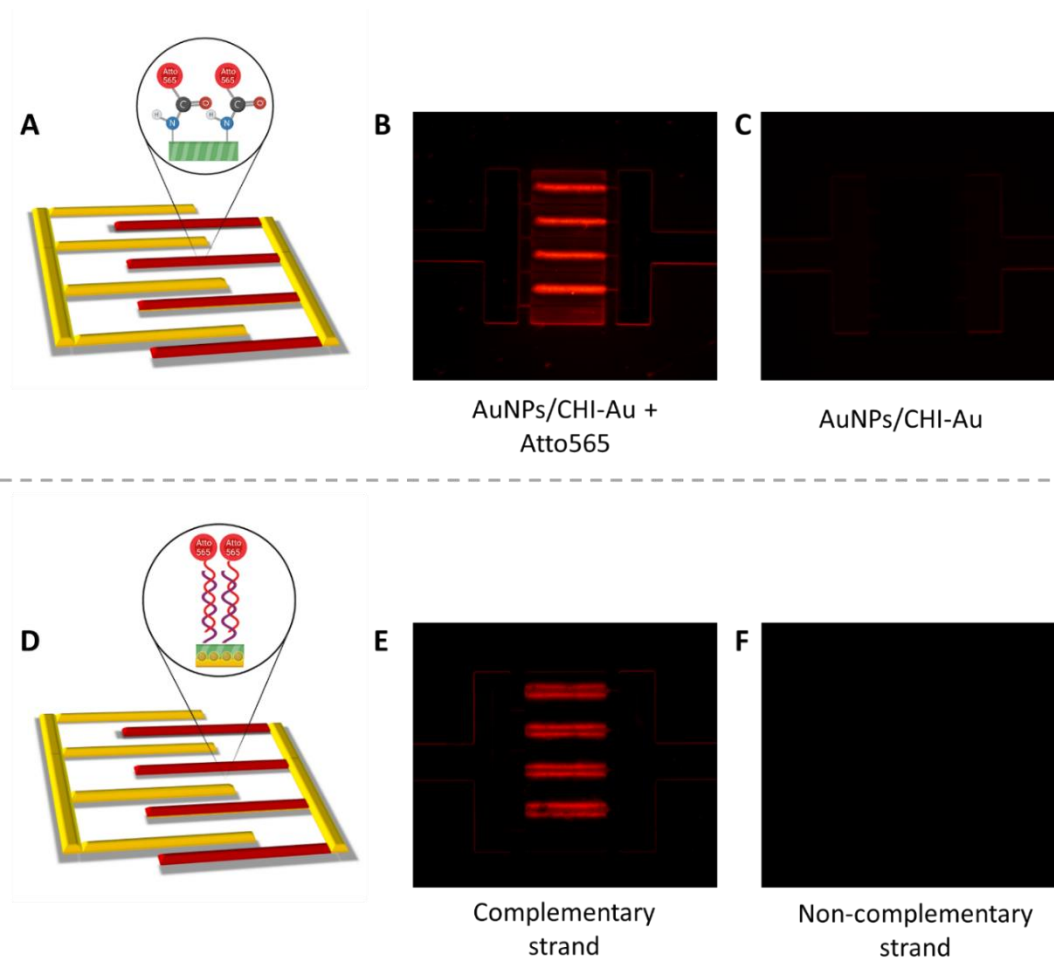 A
Atto
565
Atto
565
C
O
C
O
H
N
H
N
B
C
AuNPs/CHI-Au +
Atto565
AuNPs/CHI-Au
D
Atto
565
Atto
565
E
F
Complementary
strand
Non-complementary
strand